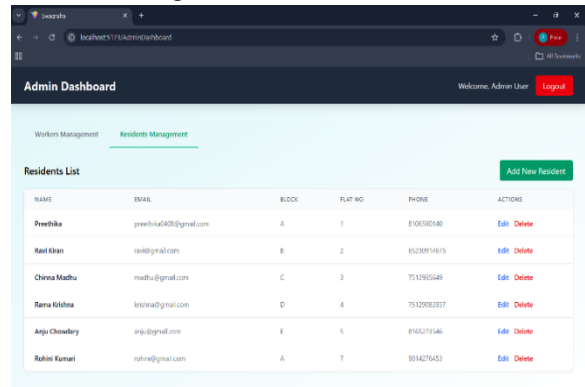 Swaraksha
localhost:5173/AdminDashboard
All Bookmarks
Admin Dashboard
Welcome, Admin User
Logout
Workers Management
Residents Management
Residents List
Add New Resident
NAME EMAIL BLOCK FLAT NO PHONE ACTIONS
Preethika preethika0408@gmail.com A 1 8106590140 Edit Delete
Ravi Kiran ravi@gmail.com B 2 Edit Delete
Chinna Madhu madhu@gmail.com C 3 7512935649 Edit Delete
Rama Krishna krishna@gmail.com D 4 Edit Delete
Anju Chowdary anju@gmail.com E 5 8165273546 Edit Delete
Rohini Kumari rohini@gmail.com A 7 9014276453 Edit Delete